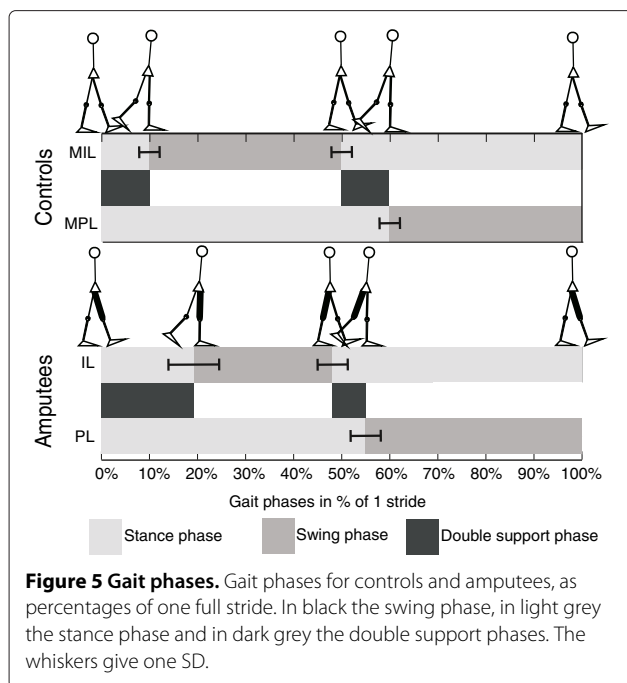 Controls
MIL
MPL
Amputees
IL
PL
0% 10% 20% 30% 40% 50% 60% 70% 80% 90% 100%
Gait phases in % of 1 stride
Stance phase Swing phase Double support phase
Figure 5 Gait phases. Gait phases for controls and amputees, as
percentages of one full stride. In black the swing phase, in light grey
the stance phase and in dark grey the double support phases. The
whiskers give one SD.